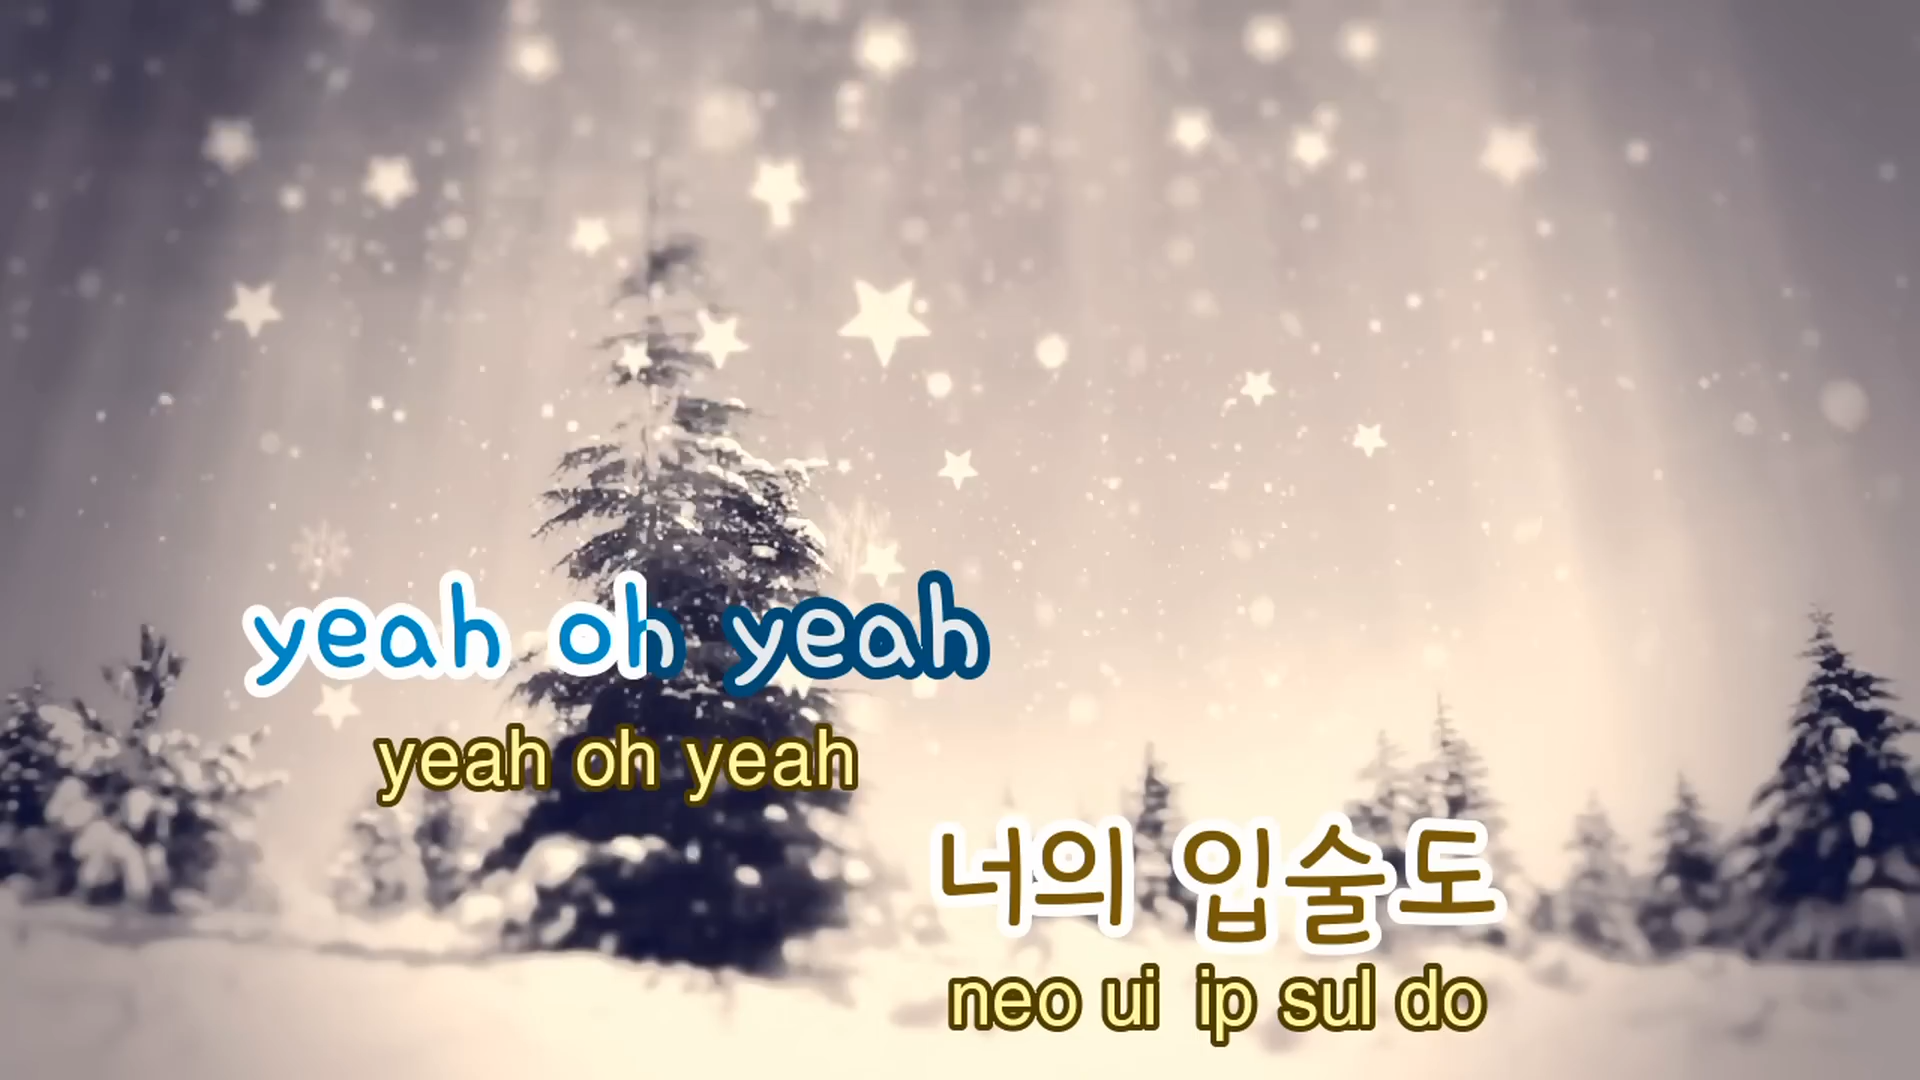 yeah oh yeah
yeah oh yeah
너의 입술도
neo ui ip sul do